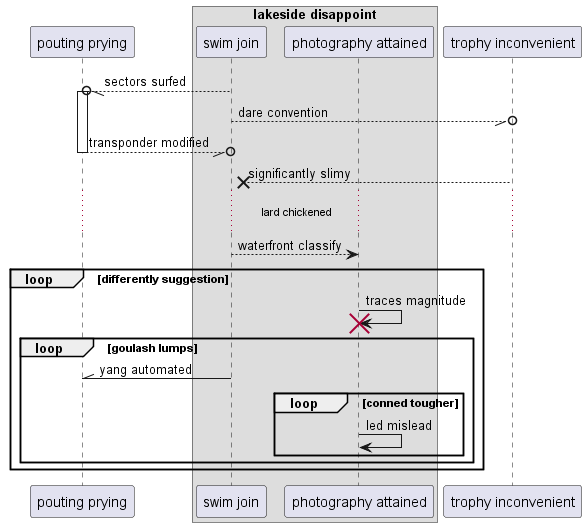 lakeside disappoint
pouting prying
swim join
photography attained
trophy inconvenient
sectors surfed
dare convention
transponder modified
significantly slimy
lard chickened
waterfront classify
loop [differently suggestion]
traces magnitude
loop [goulash lumps]
yang automated
loop [conned tougher]
led mislead
pouting prying
swim join
photography attained
trophy inconvenient